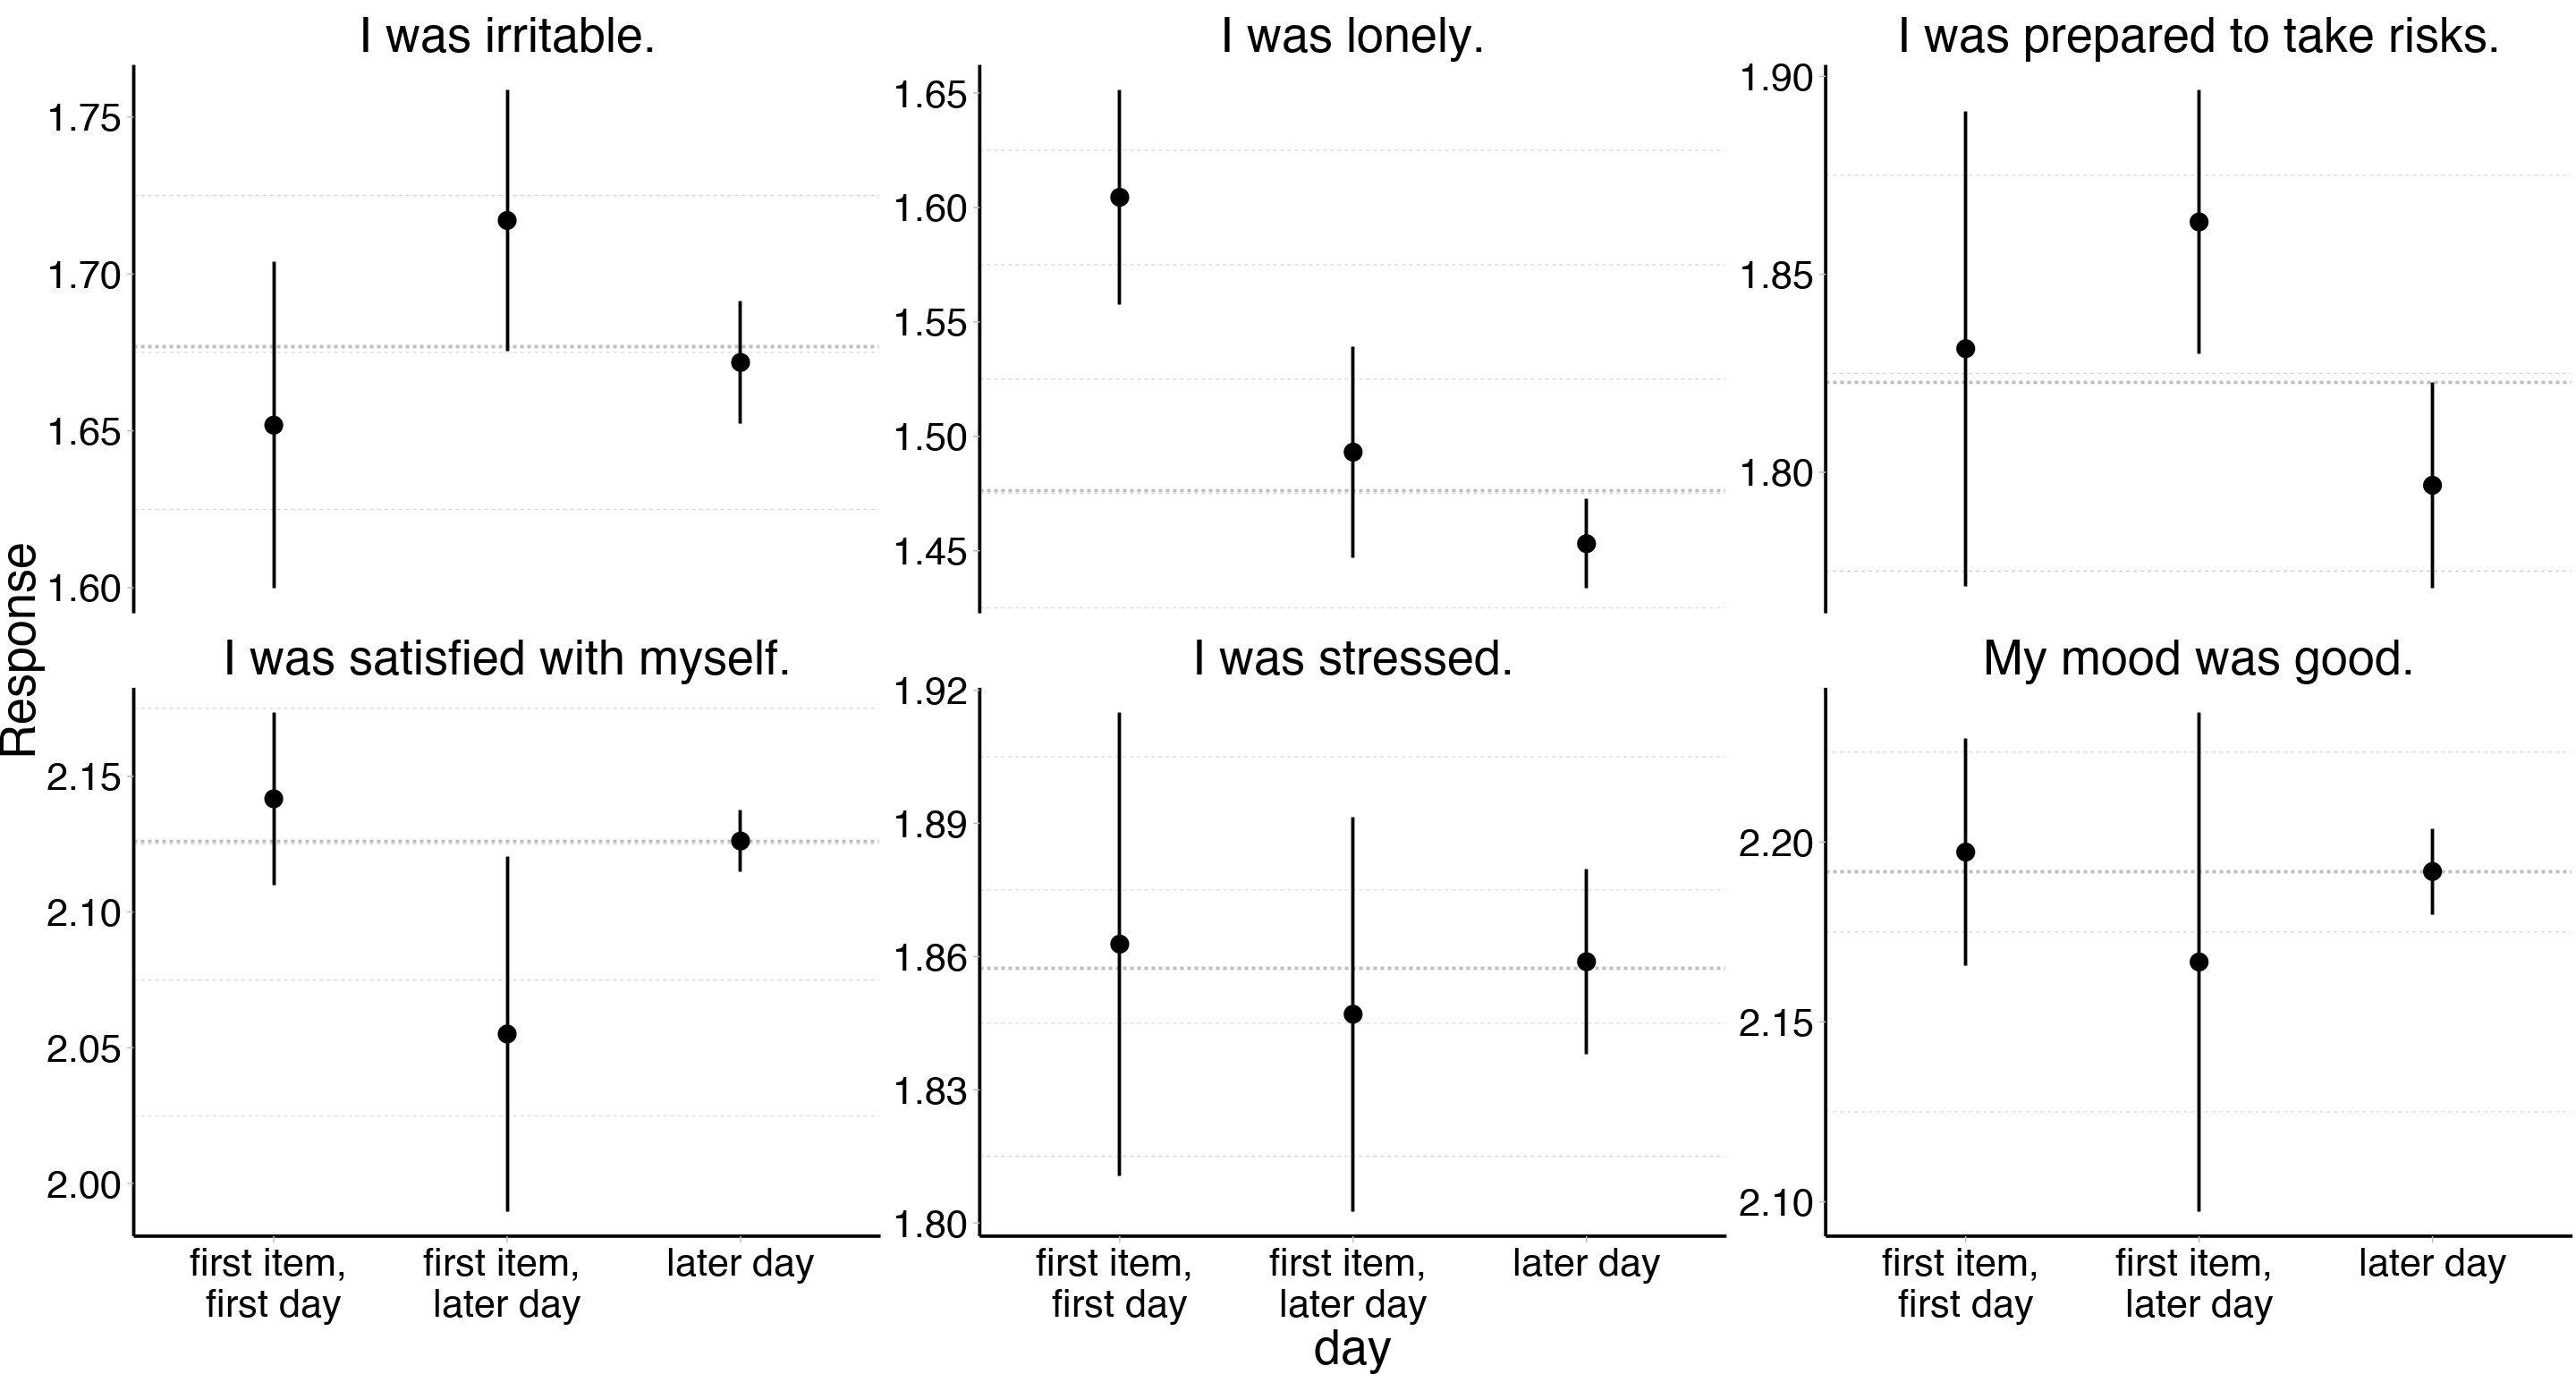 Response
I was irritable.
1.75
1.70
1.65
1.60
I was lonely.
1.65
1.60
1.55
1.50
1.45
I was prepared to take risks.
1.90
1.85
1.80
I was satisfied with myself.
2.15
2.10
2.05
2.00
first item,
first day
first item,
later day
later day
I was stressed.
1.92
1.89
1.86
1.83
1.80
first item,
first day
first item,
later day
later day
My mood was good.
2.20
2.15
2.10
first item,
first day
first item,
later day
later day
day